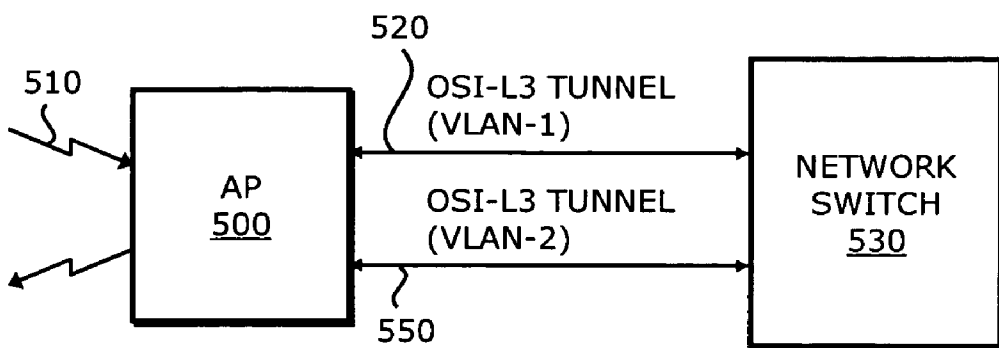 520
510
OSI-L3 TUNNEL
(VLAN-1)
AP
500
OSI-L3 TUNNEL
(VLAN-2)
NETWORK
SWITCH
530
550